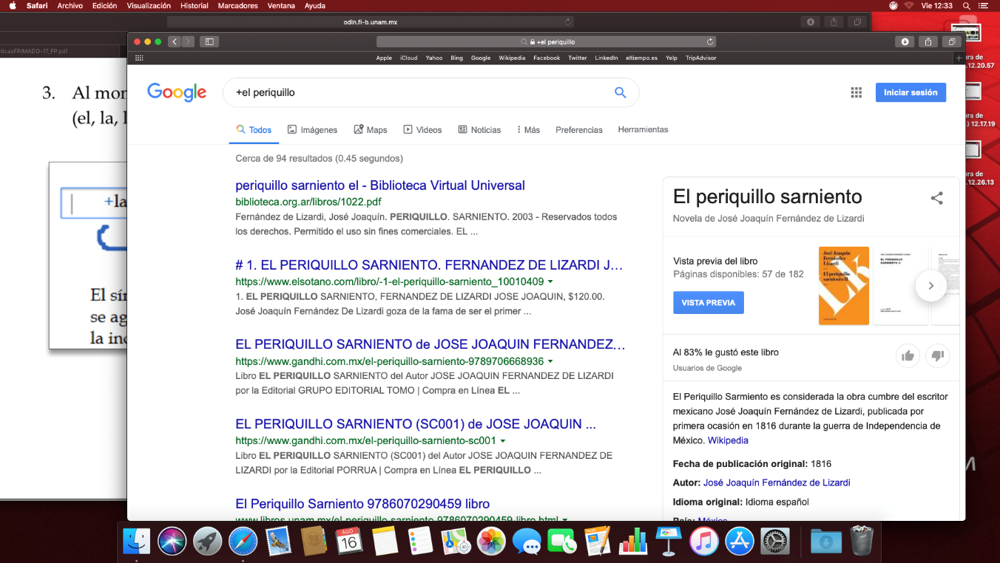 Safari Archivo Edición Visualización Historial Marcadores Ventana Ayuda Vie 12:33
odin.fi-b.unam.mx
+el periquillo
ticasFP/MADO-17_FP.pdf
Apple iCloud Yahoo Bing Google Wikipedia Facebook Twitter LinkedIn eltiempo.es Yelp TripAdvisor
Google +el periquillo Iniciar sesión
Todos Imágenes Maps Videos Noticias Más Preferencias Herramientas
Cerca de 94 resultados (0.45 segundos)
periquillo sarniento el - Biblioteca Virtual Universal
biblioteca.org.ar/libros/1022.pdf
Fernández de Lizardi, José Joaquín. PERIQUILLO. SARNIENTO. 2003 - Reservados todos
los derechos. Permitido el uso sin fines comerciales. EL ...
# 1. EL PERIQUILLO SARNIENTO. FERNANDEZ DE LIZARDI J...
https://www.elsotano.com/libro/-1-el-periquillo-sarniento_10010409
1. EL PERIQUILLO SARNIENTO, FERNANDEZ DE LIZARDI JOSE JOAQUIN, $120.00.
José Joaquín Fernández De Lizardi goza de la fama de ser el primer ...
EL PERIQUILLO SARNIENTO de JOSE JOAQUIN FERNANDEZ...
https://www.gandhi.com.mx/el-periquillo-sarniento-9789706668936
Libro EL PERIQUILLO SARNIENTO del Autor JOSE JOAQUIN FERNANDEZ DE LIZARDI
por la Editorial GRUPO EDITORIAL TOMO | Compra en Línea EL ...
EL PERIQUILLO SARNIENTO (SC001) de JOSE JOAQUIN ...
https://www.gandhi.com.mx/el-periquillo-sarniento-sc001
Libro EL PERIQUILLO SARNIENTO (SC001) del Autor JOSE JOAQUIN FERNANDEZ DE
LIZARDI por la Editorial PORRUA | Compra en Línea EL PERIQUILLO ...
El Periquillo Sarniento 9786070290459 libro
www.libros.unam.mx/el-periquillo-sarniento-9786070290459-libro.html
El periquillo sarniento
Novela de José Joaquín Fernández de Lizardi
Vista previa del libro
Páginas disponibles: 57 de 182
VISTA PREVIA
José Joaquín
Fernández
Lizardi
El periquillo
sarniento II
Al 83% le gustó este libro
Usuarios de Google
El Periquillo Sarmiento es considerada la obra cumbre del escritor
mexicano José Joaquín Fernández de Lizardi, publicada por
primera ocasión en 1816 durante la guerra de Independencia de
México. Wikipedia
Fecha de publicación original: 1816
Autor: José Joaquín Fernández de Lizardi
Idioma original: Idioma español
País: México
3. Al mor
(el, la, l
+la
El sír
se ag
la inc
ra de
.12.20.57
ra de
.) 12.17.19
ra de
.12.26.13
M
AGO
16